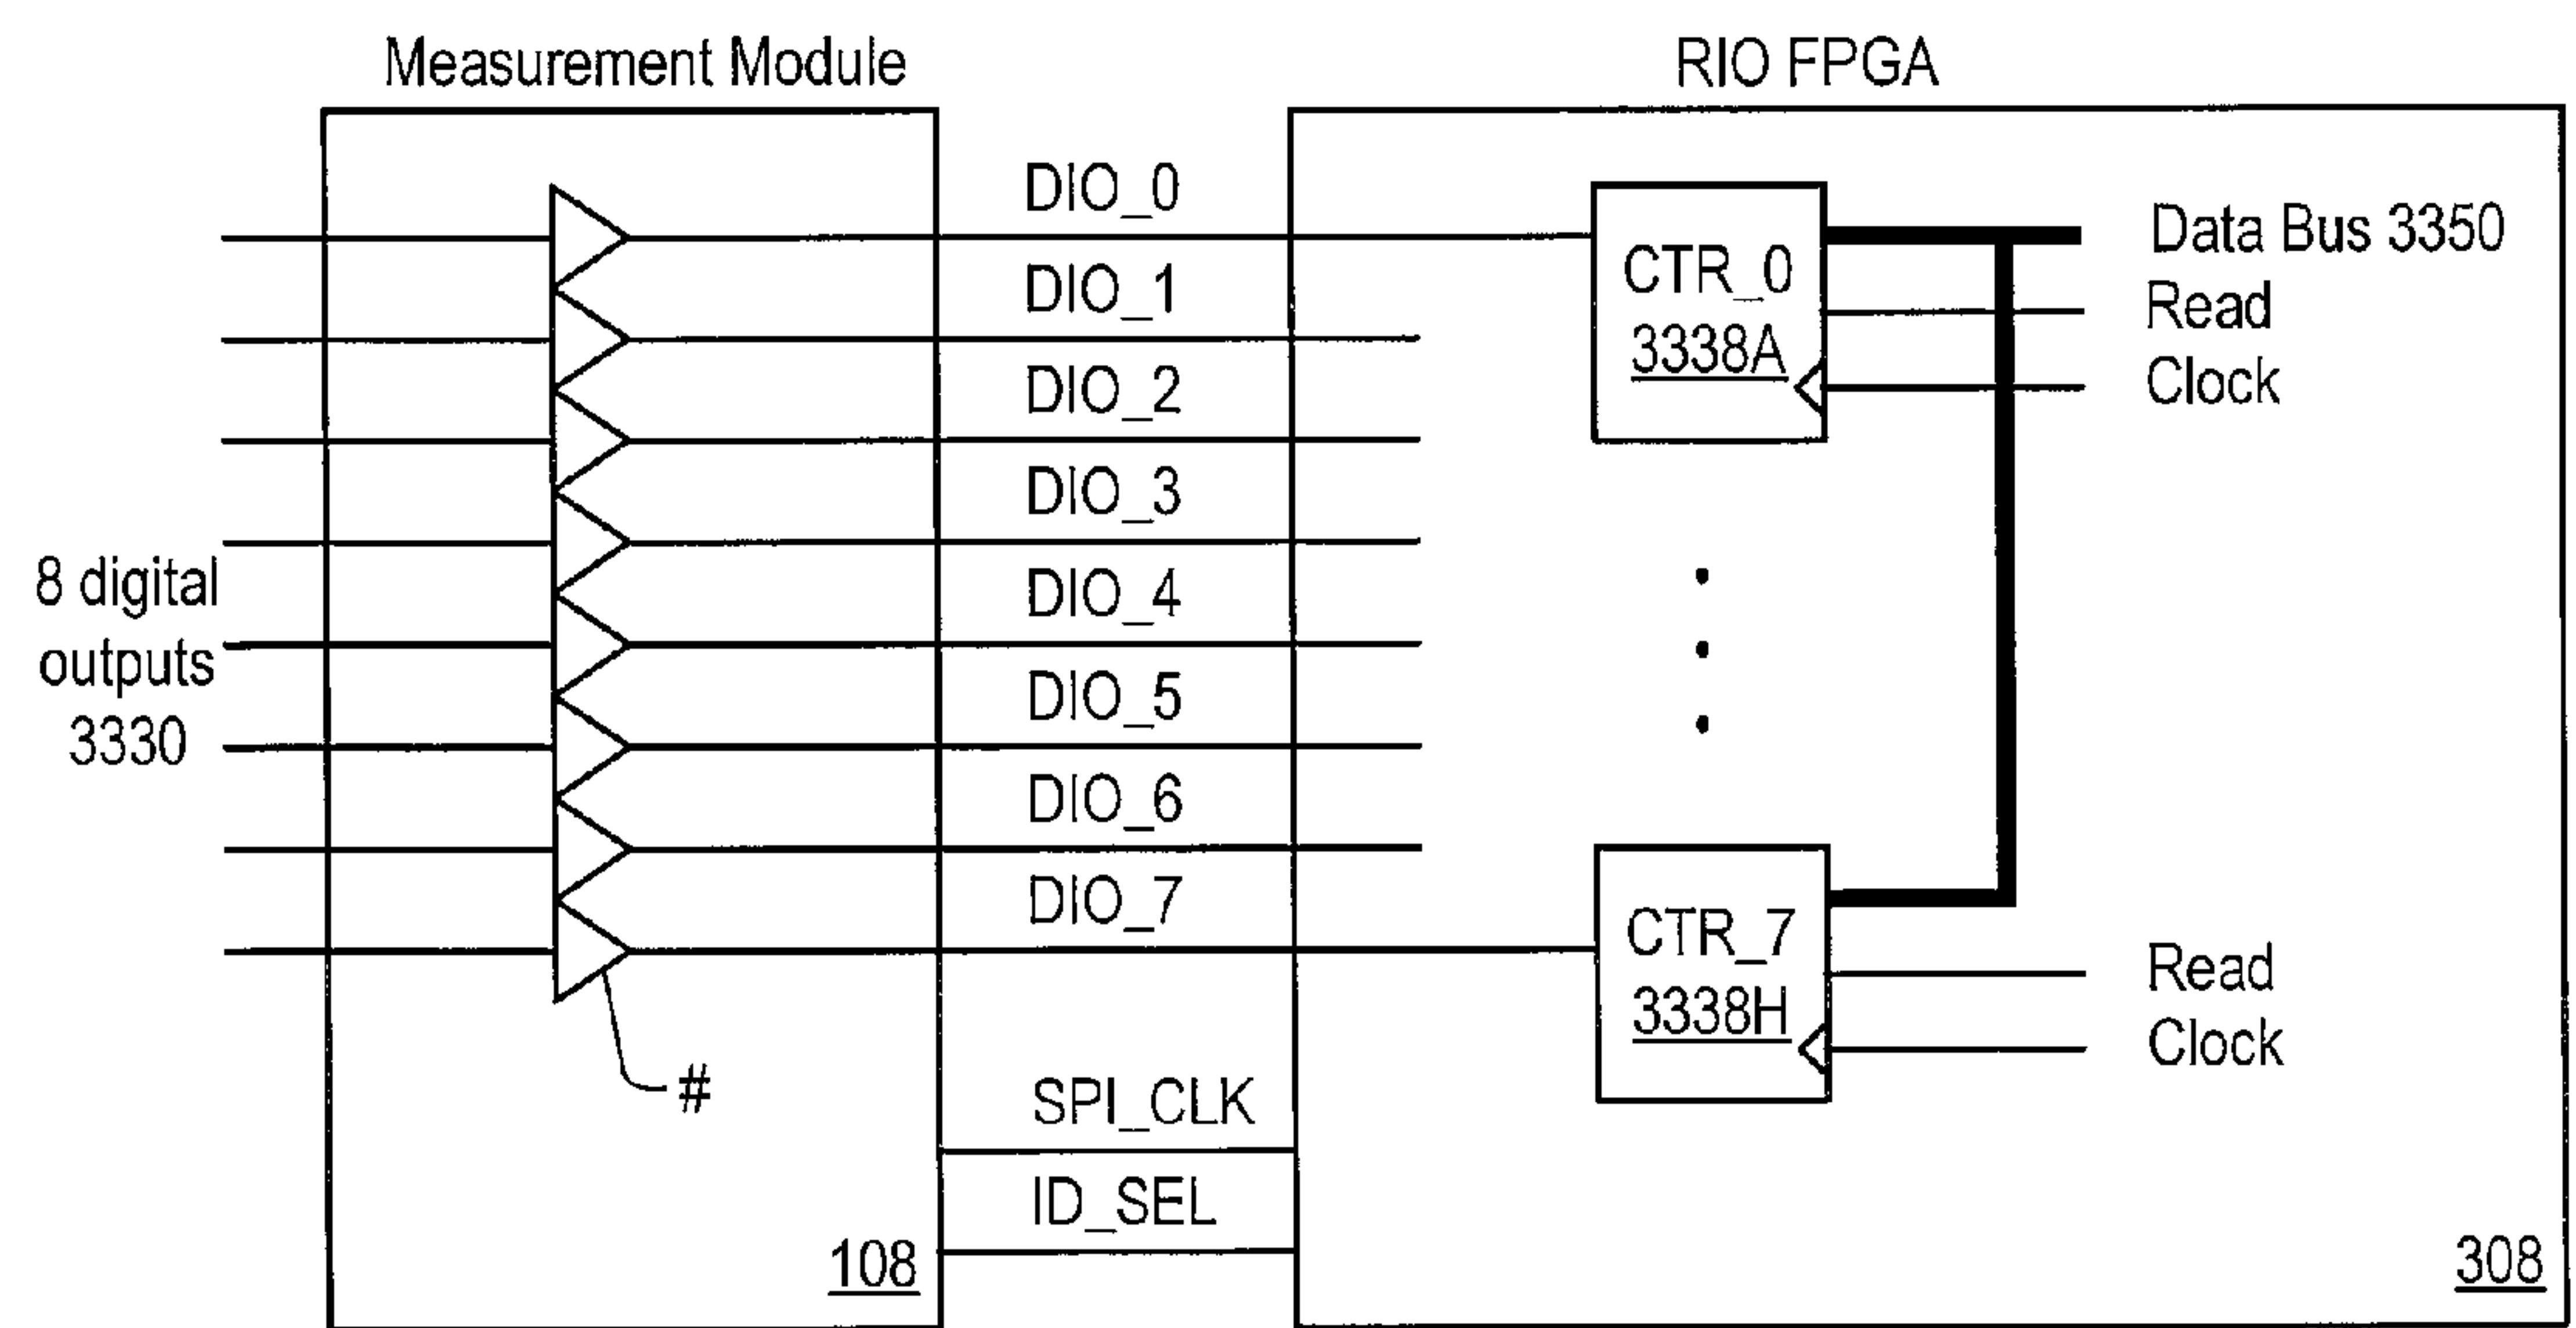 Measurement Module
RIO FPGA
DIO_0
DIO_1
DIO_2
DIO_3
DIO_4
DIO_5
DIO_6
DIO_7
SPI_CLK
ID_SEL
8 digital
outputs
3330
#
108
CTR_0
3338A
Data Bus 3350
Read
Clock
CTR_7
3338H
Read
Clock
308